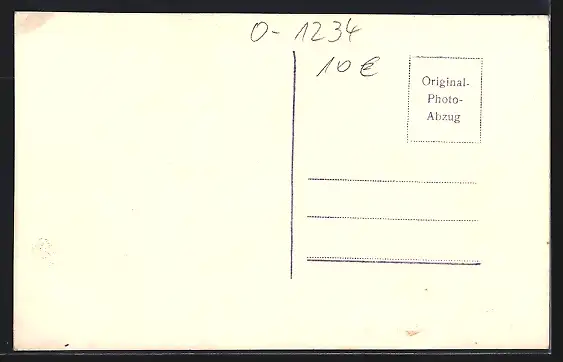 O-1234
10€
Original-
Photo-
Abzug